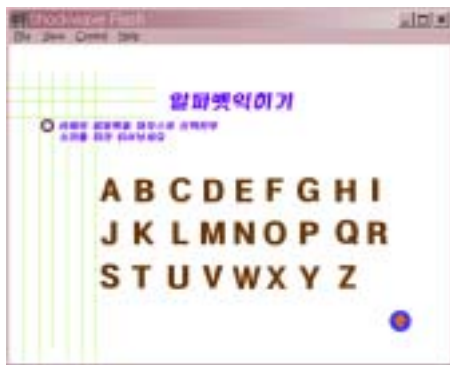 Shockwave Flash
File View Control Help
알파벳익히기
A B C D E F G H I
J K L M N O P Q R
S T U V W X Y Z